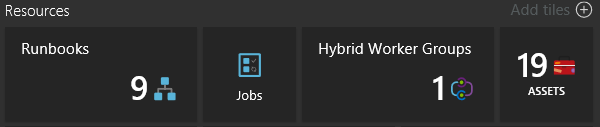 Resources
Add tiles
Runbooks
9
Jobs
Hybrid Worker Groups
1
19
ASSETS